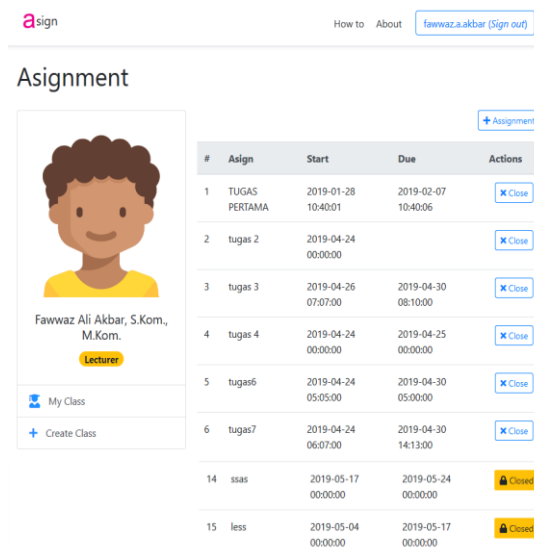 asign
How to About fawwaz.a.akbar (Sign out)
Asignment
+ Assignment
Fawwaz Ali Akbar, S.Kom.,
M.Kom.
Lecturer
My Class
+ Create Class
# Asign Start Due Actions
1 TUGAS 2019-01-28 2019-02-07 × Close
PERTAMA 10:40:01 10:40:06
2 tugas 2 2019-04-24 × Close
00:00:00
3 tugas 3 2019-04-26 2019-04-30 × Close
07:07:00 08:10:00
4 tugas 4 2019-04-24 2019-04-25 × Close
00:00:00 00:00:00
5 tugas6 2019-04-24 2019-04-30 × Close
05:05:00 05:00:00
6 tugas7 2019-04-24 2019-04-30 × Close
06:07:00 14:13:00
14 ssas 2019-05-17 2019-05-24 Closed
00:00:00 00:00:00
15 less 2019-05-04 2019-05-17 Closed
00:00:00 00:00:00